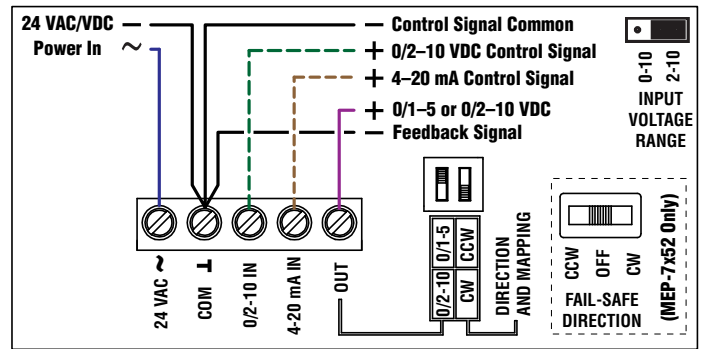 24 VAC/VDC
Power In ~
– Control Signal Common
+ 0/2–10 VDC Control Signal
+ 4–20 mA Control Signal
+ 0/1–5 or 0/2–10 VDC
– Feedback Signal
0-10
2-10
INPUT
VOLTAGE
RANGE
24 VAC ~
COM
0/2-10 IN
4-20 mA IN
OUT
0/1-5
CCW
0/2-10
CW
DIRECTION
AND MAPPING
CCW
OFF
CW
FAIL-SAFE
DIRECTION
(MEP-7x52 Only)